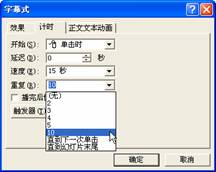 字幕式
效果 计时 正文文本动画
开始(S): 单击时
延迟(D): 0 秒
速度(E): 15 秒
重复(R): 10
(无)
2
3
4
5
10
直到下一次单击
直到幻灯片末尾
播完后
触发器(T)
确定 取消